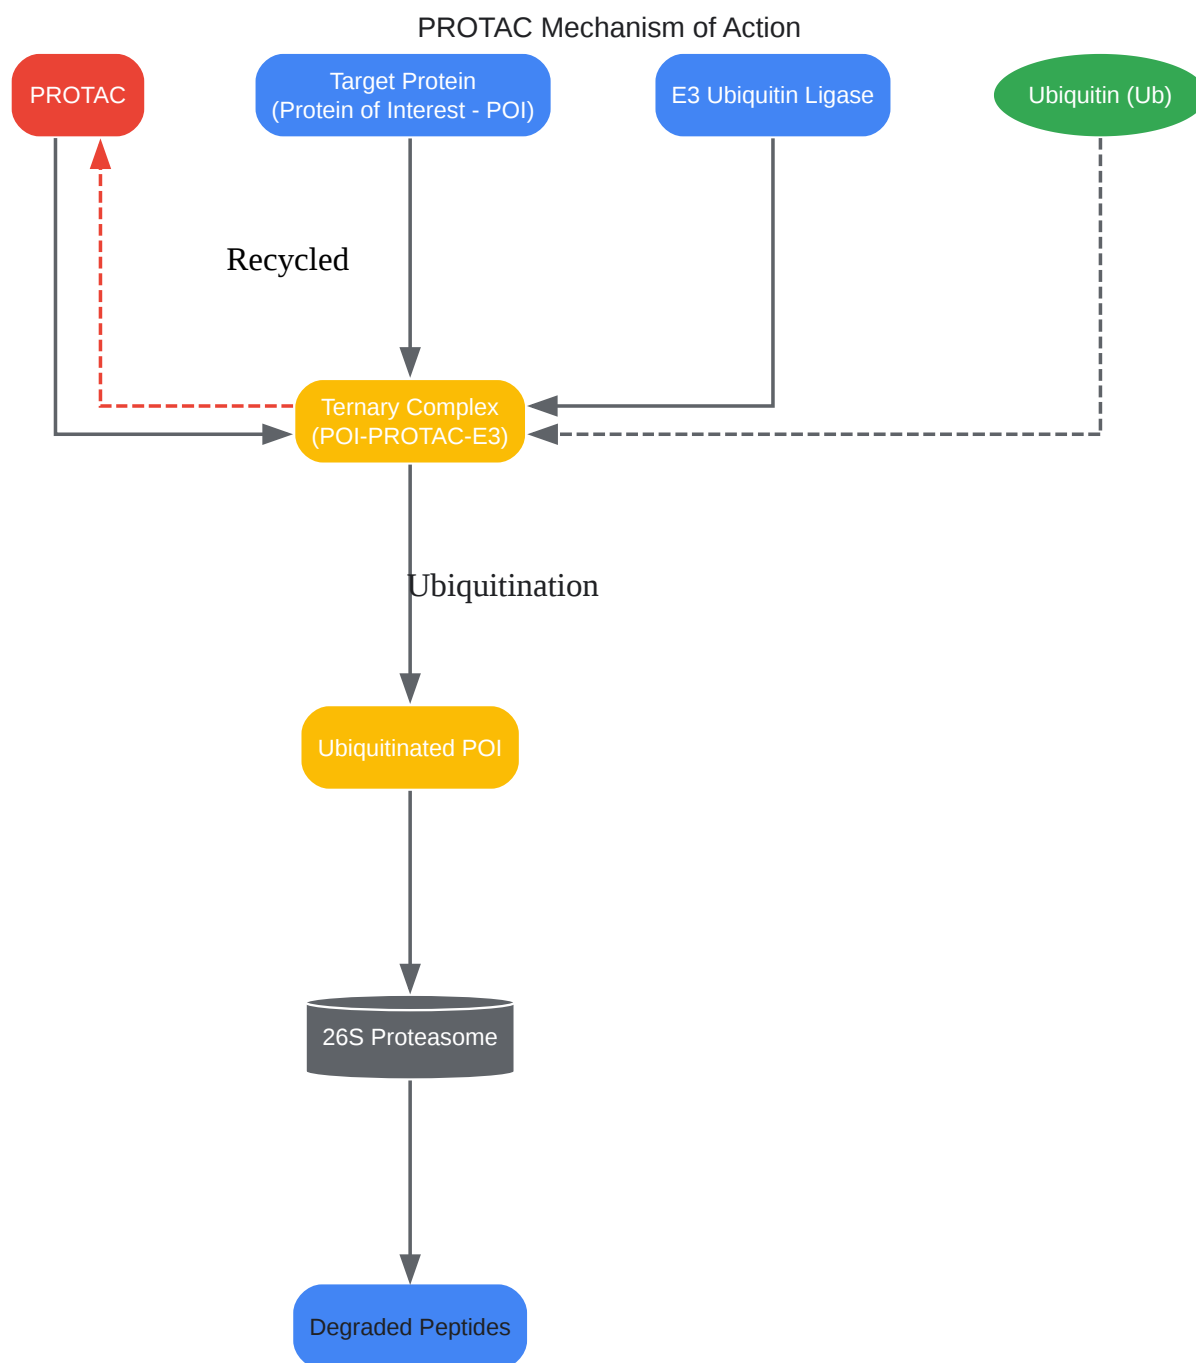 PROTAC Mechanism of Action
PROTAC
Target Protein
(Protein of Interest - POI)
E3 Ubiquitin Ligase
Ubiquitin (Ub)
Recycled
Ternary Complex
(POI-PROTAC-E3)
Ubiquitination
Ubiquitinated POI
26S Proteasome
Degraded Peptides